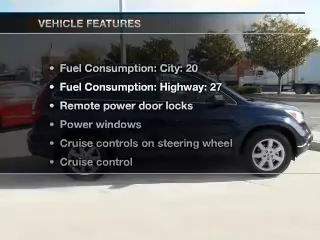 VEHICLE FEATURES
• Fuel Consumption: City: 20
• Fuel Consumption: Highway: 27
• Remote power door locks
• Power windows
• Cruise controls on steering wheel
• Cruise control